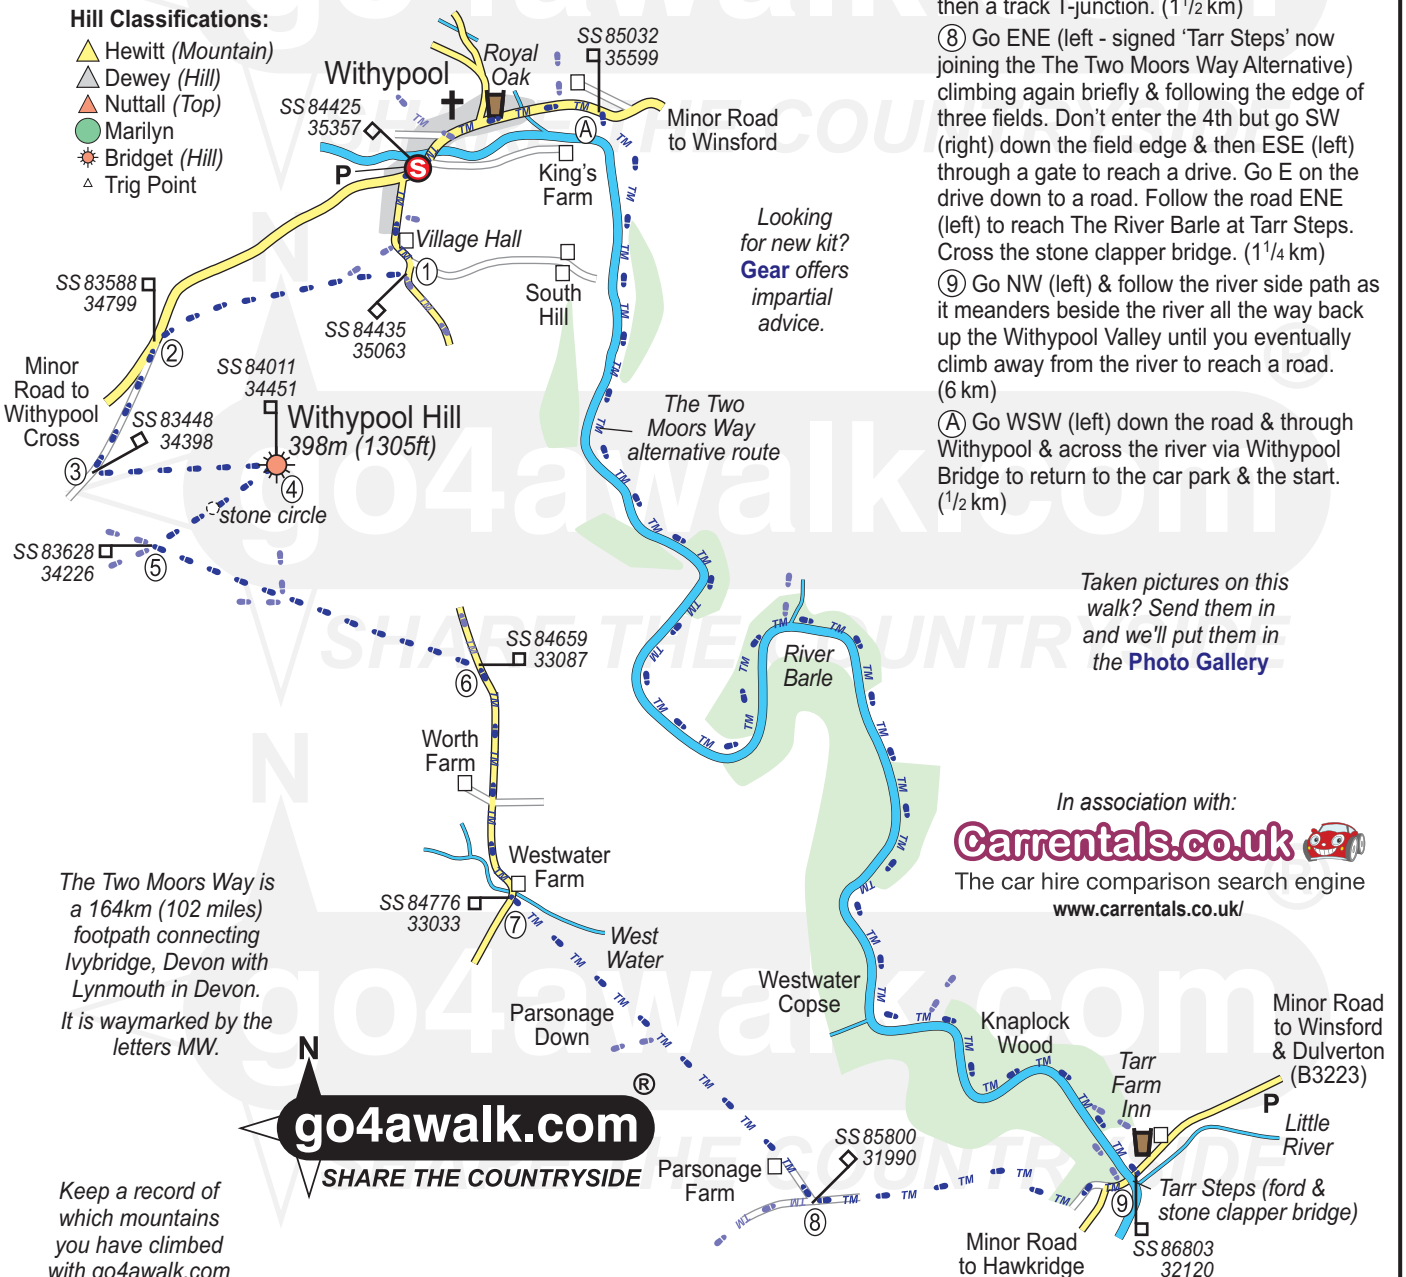 Hill Classifications:
Hewitt (Mountain)
Dewey (Hill)
Nuttall (Top)
Marilyn
Bridget (Hill)
Trig Point
Withypool
Royal
Oak
SS 85032
35599
SS 84425
35357
Minor Road
to Winsford
A
S
P
King's
Farm
Village Hall
1
South
Hill
SS 84435
35063
SS 83588
34799
2
Minor
Road to
Withypool
Cross
SS 84011
34451
SS 83448
34398
Withypool Hill
398m (1305ft)
3
4
stone circle
SS 83628
34226
5
Looking
for new kit?
Gear offers
impartial
advice.
The Two
Moors Way
alternative route
then a track T-junction. (1 1/2 km)
8 Go ENE (left - signed ‘Tarr Steps’ now
joining the The Two Moors Way Alternative)
climbing again briefly & following the edge of
three fields. Don’t enter the 4th but go SW
(right) down the field edge & then ESE (left)
through a gate to reach a drive. Go E on the
drive down to a road. Follow the road ENE
(left) to reach The River Barle at Tarr Steps.
Cross the stone clapper bridge. (1 1/4 km)
9 Go NW (left) & follow the river side path as
it meanders beside the river all the way back
up the Withypool Valley until you eventually
climb away from the river to reach a road.
(6 km)
A Go WSW (left) down the road & through
Withypool & across the river via Withypool
Bridge to return to the car park & the start.
(1/2 km)
Taken pictures on this
walk? Send them in
and we'll put them in
the Photo Gallery
SS 84659
33087
6
River
Barle
Worth
Farm
Westwater
Farm
SS 84776
33033
7
West
Water
In association with:
Carrentals.co.uk
The car hire comparison search engine
www.carrentals.co.uk/
The Two Moors Way is
a 164km (102 miles)
footpath connecting
Ivybridge, Devon with
Lynmouth in Devon.
It is waymarked by the
letters MW.
Parsonage
Down
Westwater
Copse
Knaplock
Wood
Tarr
Farm
Inn
Minor Road
to Winsford
& Dulverton
(B3223)
P
Little
River
N
go4awalk.com ®
SHARE THE COUNTRYSIDE
Parsonage
Farm
SS 85800
31990
8
9
Tarr Steps (ford &
stone clapper bridge)
Minor Road
to Hawkridge
SS 86803
32120
Keep a record of
which mountains
you have climbed
with go4awalk.com